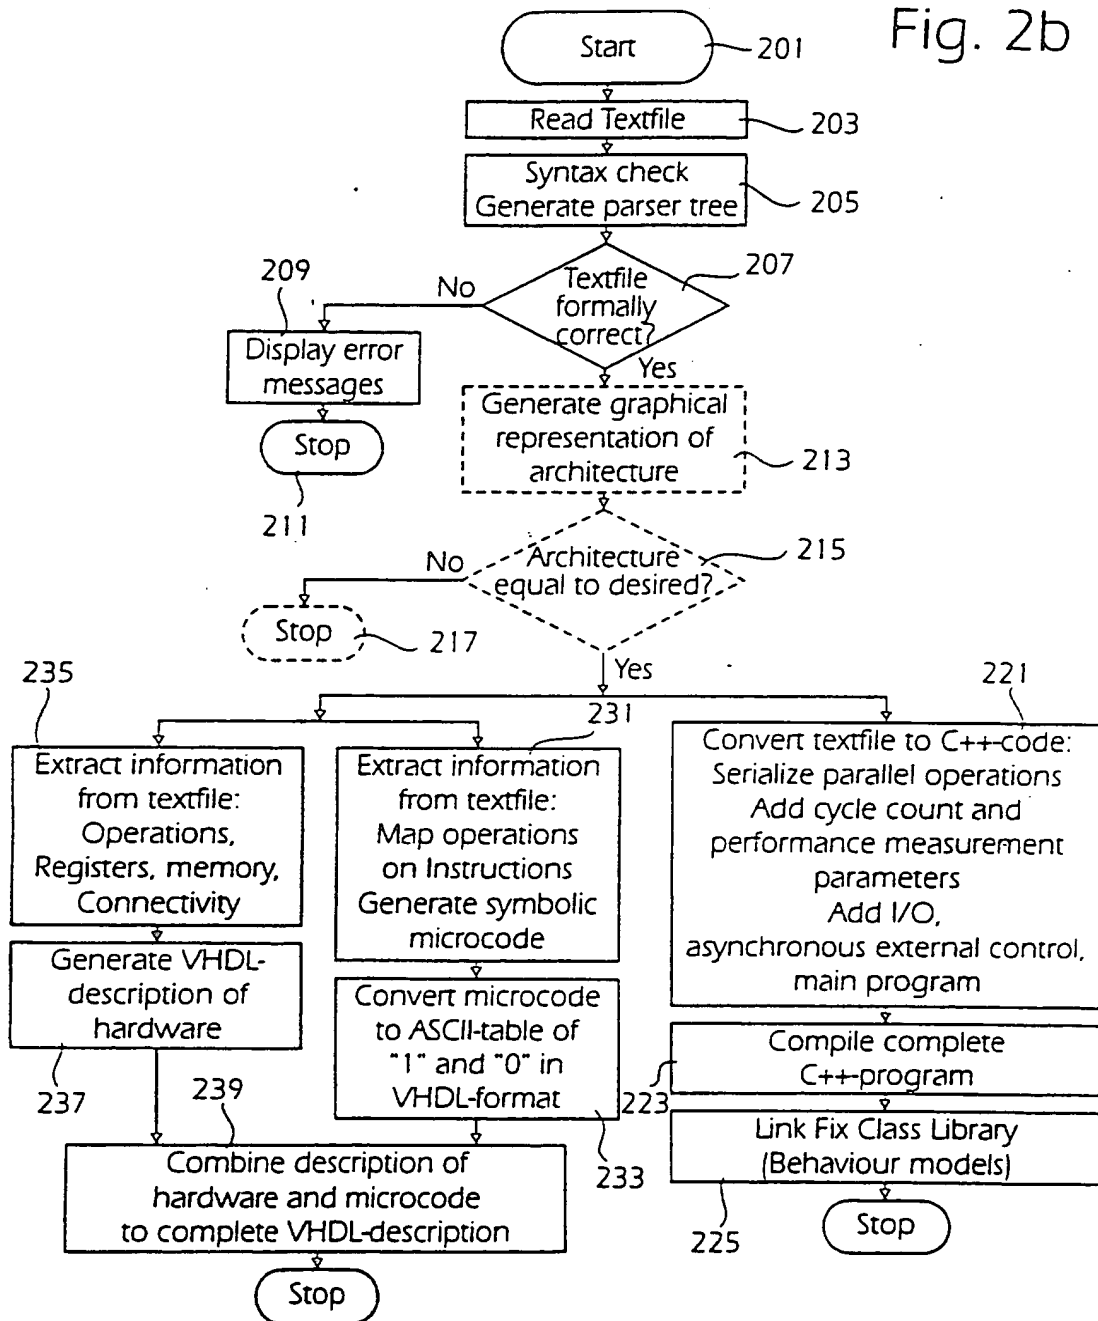 Fig. 2b
Start
201
Read Textfile
203
Syntax check
Generate parser tree
205
207
Textfile
formally
correct?
No
Yes
209
Display error
messages
Stop
211
Generate graphical
representation of
architecture
213
Architecture
equal to desired?
215
No
Yes
Stop
217
235
Extract information
from textfile:
Operations,
Registers, memory,
Connectivity
231
Extract information
from textfile:
Map operations
on Instructions
Generate symbolic
microcode
221
Convert textfile to C++-code:
Serialize parallel operations
Add cycle count and
performance measurement
parameters
Add I/O,
asynchronous external control,
main program
Generate VHDL-
description of
hardware
237
Convert microcode
to ASCII-table of
"1" and "0" in
VHDL-format
233
Compile complete
C++-program
223
Link Fix Class Library
(Behaviour models)
225
Stop
239
Combine description of
hardware and microcode
to complete VHDL-description
Stop